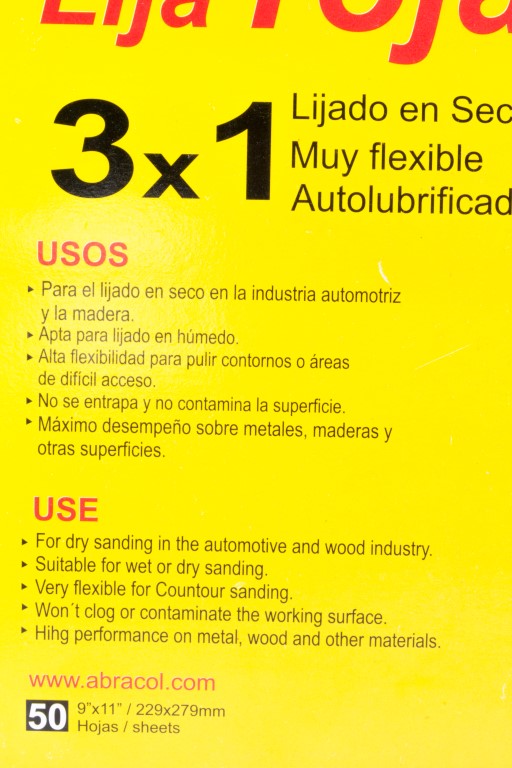 Lija roja
3x1
Lijado en Sec
Muy flexible
Autolubrificad
USOS
‣ Para el lijado en seco en la industria automotriz
y la madera.
‣ Apta para lijado en húmedo.
‣ Alta flexibilidad para pulir contornos o áreas
de difícil acceso.
‣ No se entrapa y no contamina la superficie.
‣ Máximo desempeño sobre metales, maderas y
otras superficies.
USE
‣ For dry sanding in the automotive and wood industry.
‣ Suitable for wet or dry sanding.
‣ Very flexible for Countour sanding.
‣ Won´t clog or contaminate the working surface.
‣ Hihg performance on metal, wood and other materials.
www.abracol.com
50 9"x11" / 229x279mm
Hojas / sheets